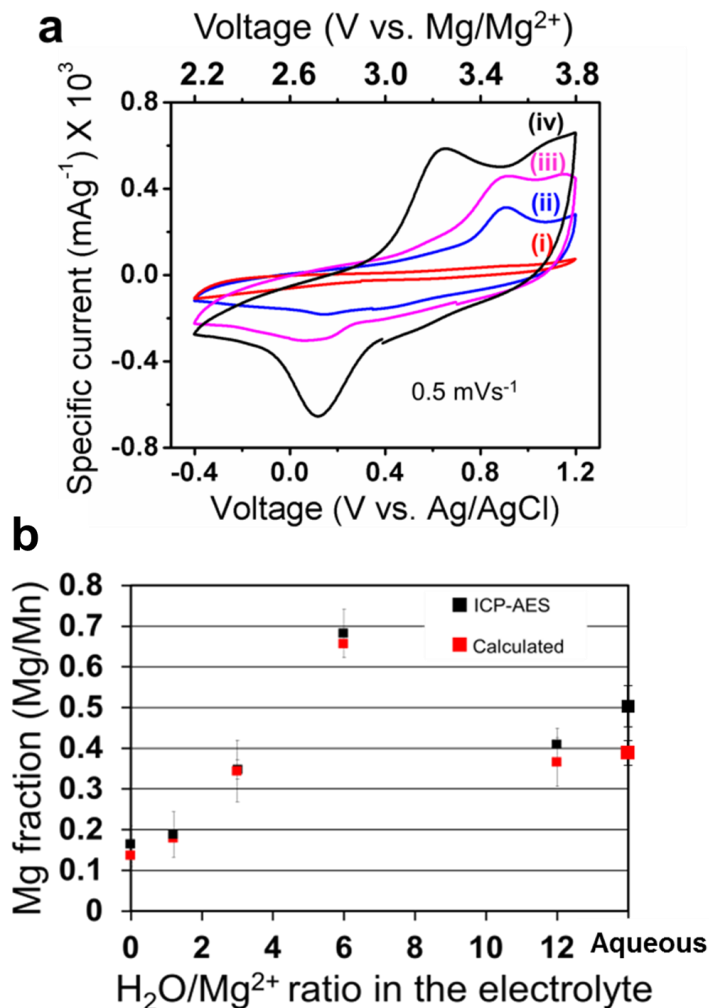 a
Voltage (V vs. Mg/Mg²⁺)
2.2 2.6 3.0 3.4 3.8
Specific current (mAg⁻¹) X 10³
0.8
0.4
0.0
-0.4
-0.8
(iv)
(iii)
(ii)
(i)
0.5 mVs⁻¹
-0.4 0.0 0.4 0.8 1.2
Voltage (V vs. Ag/AgCl)
b
Mg fraction (Mg/Mn)
0.8
0.7
0.6
0.5
0.4
0.3
0.2
0.1
0
ICP-AES
Calculated
0 2 4 6 8 10 12 Aqueous
H₂O/Mg²⁺ ratio in the electrolyte